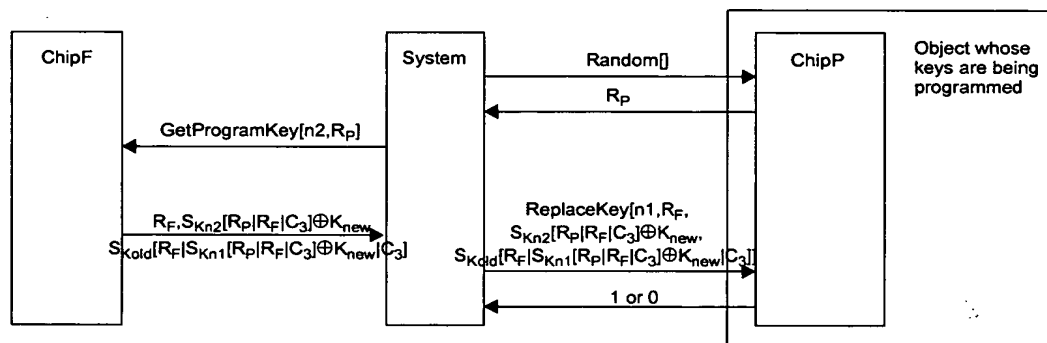 ChipF
System
ChipP
Object whose
keys are being
programmed
Random[]
R_P
GetProgramKey[n2,R_P]
R_F,S_Kn2[R_P|R_F|C_3]⊕K_new
S_Kold[R_F|S_Kn1[R_P|R_F|C_3]⊕K_new|C_3]
ReplaceKey[n1,R_F,
S_Kn2[R_P|R_F|C_3]⊕K_new,
S_Kold[R_F|S_Kn1[R_P|R_F|C_3]⊕K_new|C_3]]
1 or 0